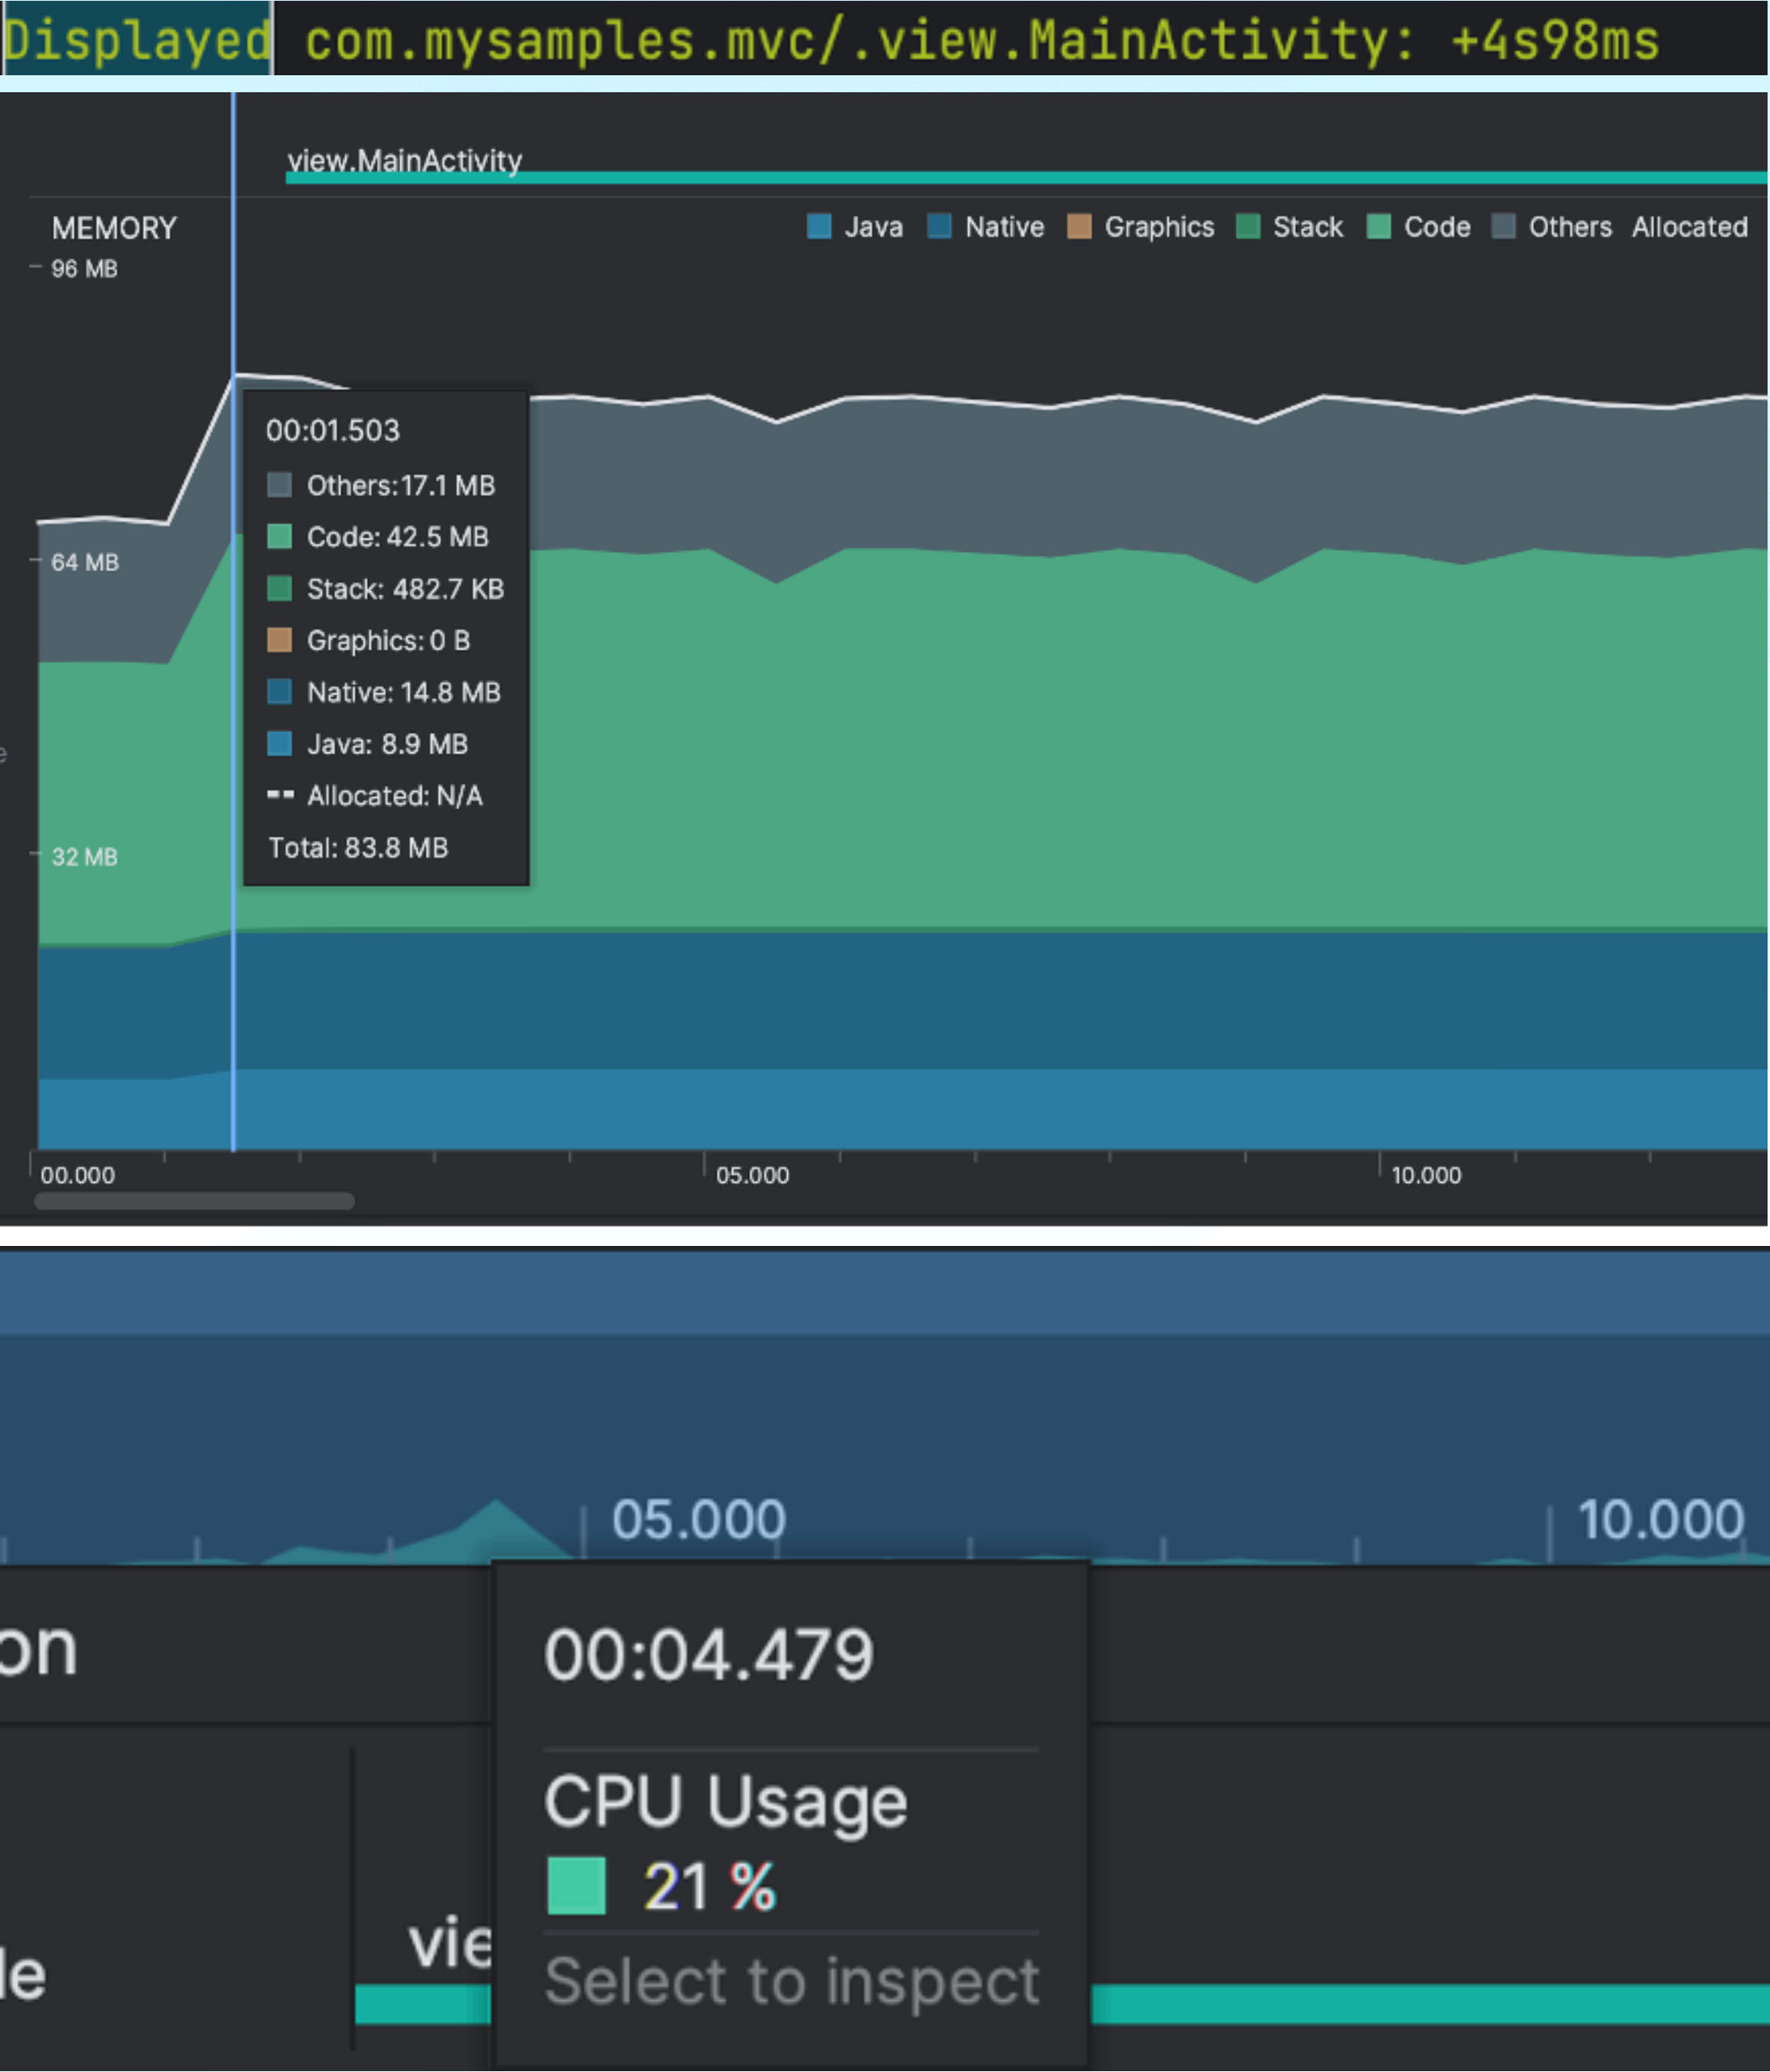 Displayed com.mysamples.mvc/.view.MainActivity: +4s98ms
view.MainActivity
MEMORY
Java Native Graphics Stack Code Others Allocated
96 MB
00:01.503
Others:17.1 MB
Code: 42.5 MB
64 MB
Stack: 482.7 KB
Graphics: 0 B
Native: 14.8 MB
Java: 8.9 MB
Allocated: N/A
Total: 83.8 MB
32 MB
00.000 05.000 10.000
05.000 10.000
on
00:04.479
CPU Usage
21 %
vie
Select to inspect
le